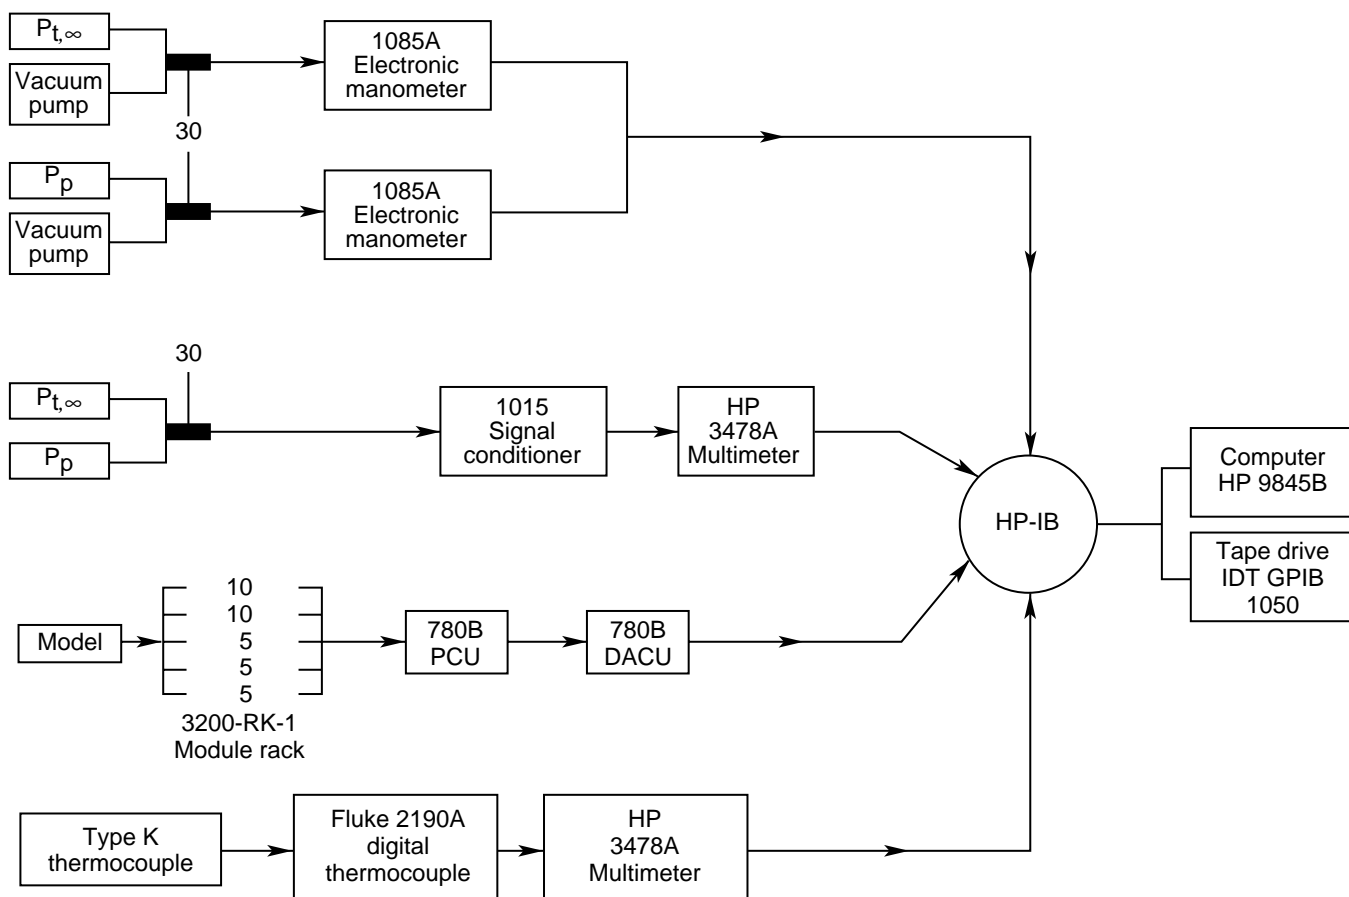 Pt,∞
Vacuum
pump
30
Pp
Vacuum
pump
1085A
Electronic
manometer
1085A
Electronic
manometer
30
Pt,∞
Pp
1015
Signal
conditioner
HP
3478A
Multimeter
HP-IB
Computer
HP 9845B
Tape drive
IDT GPIB
1050
Model
10
10
5
5
5
3200-RK-1
Module rack
780B
PCU
780B
DACU
Type K
thermocouple
Fluke 2190A
digital
thermocouple
HP
3478A
Multimeter